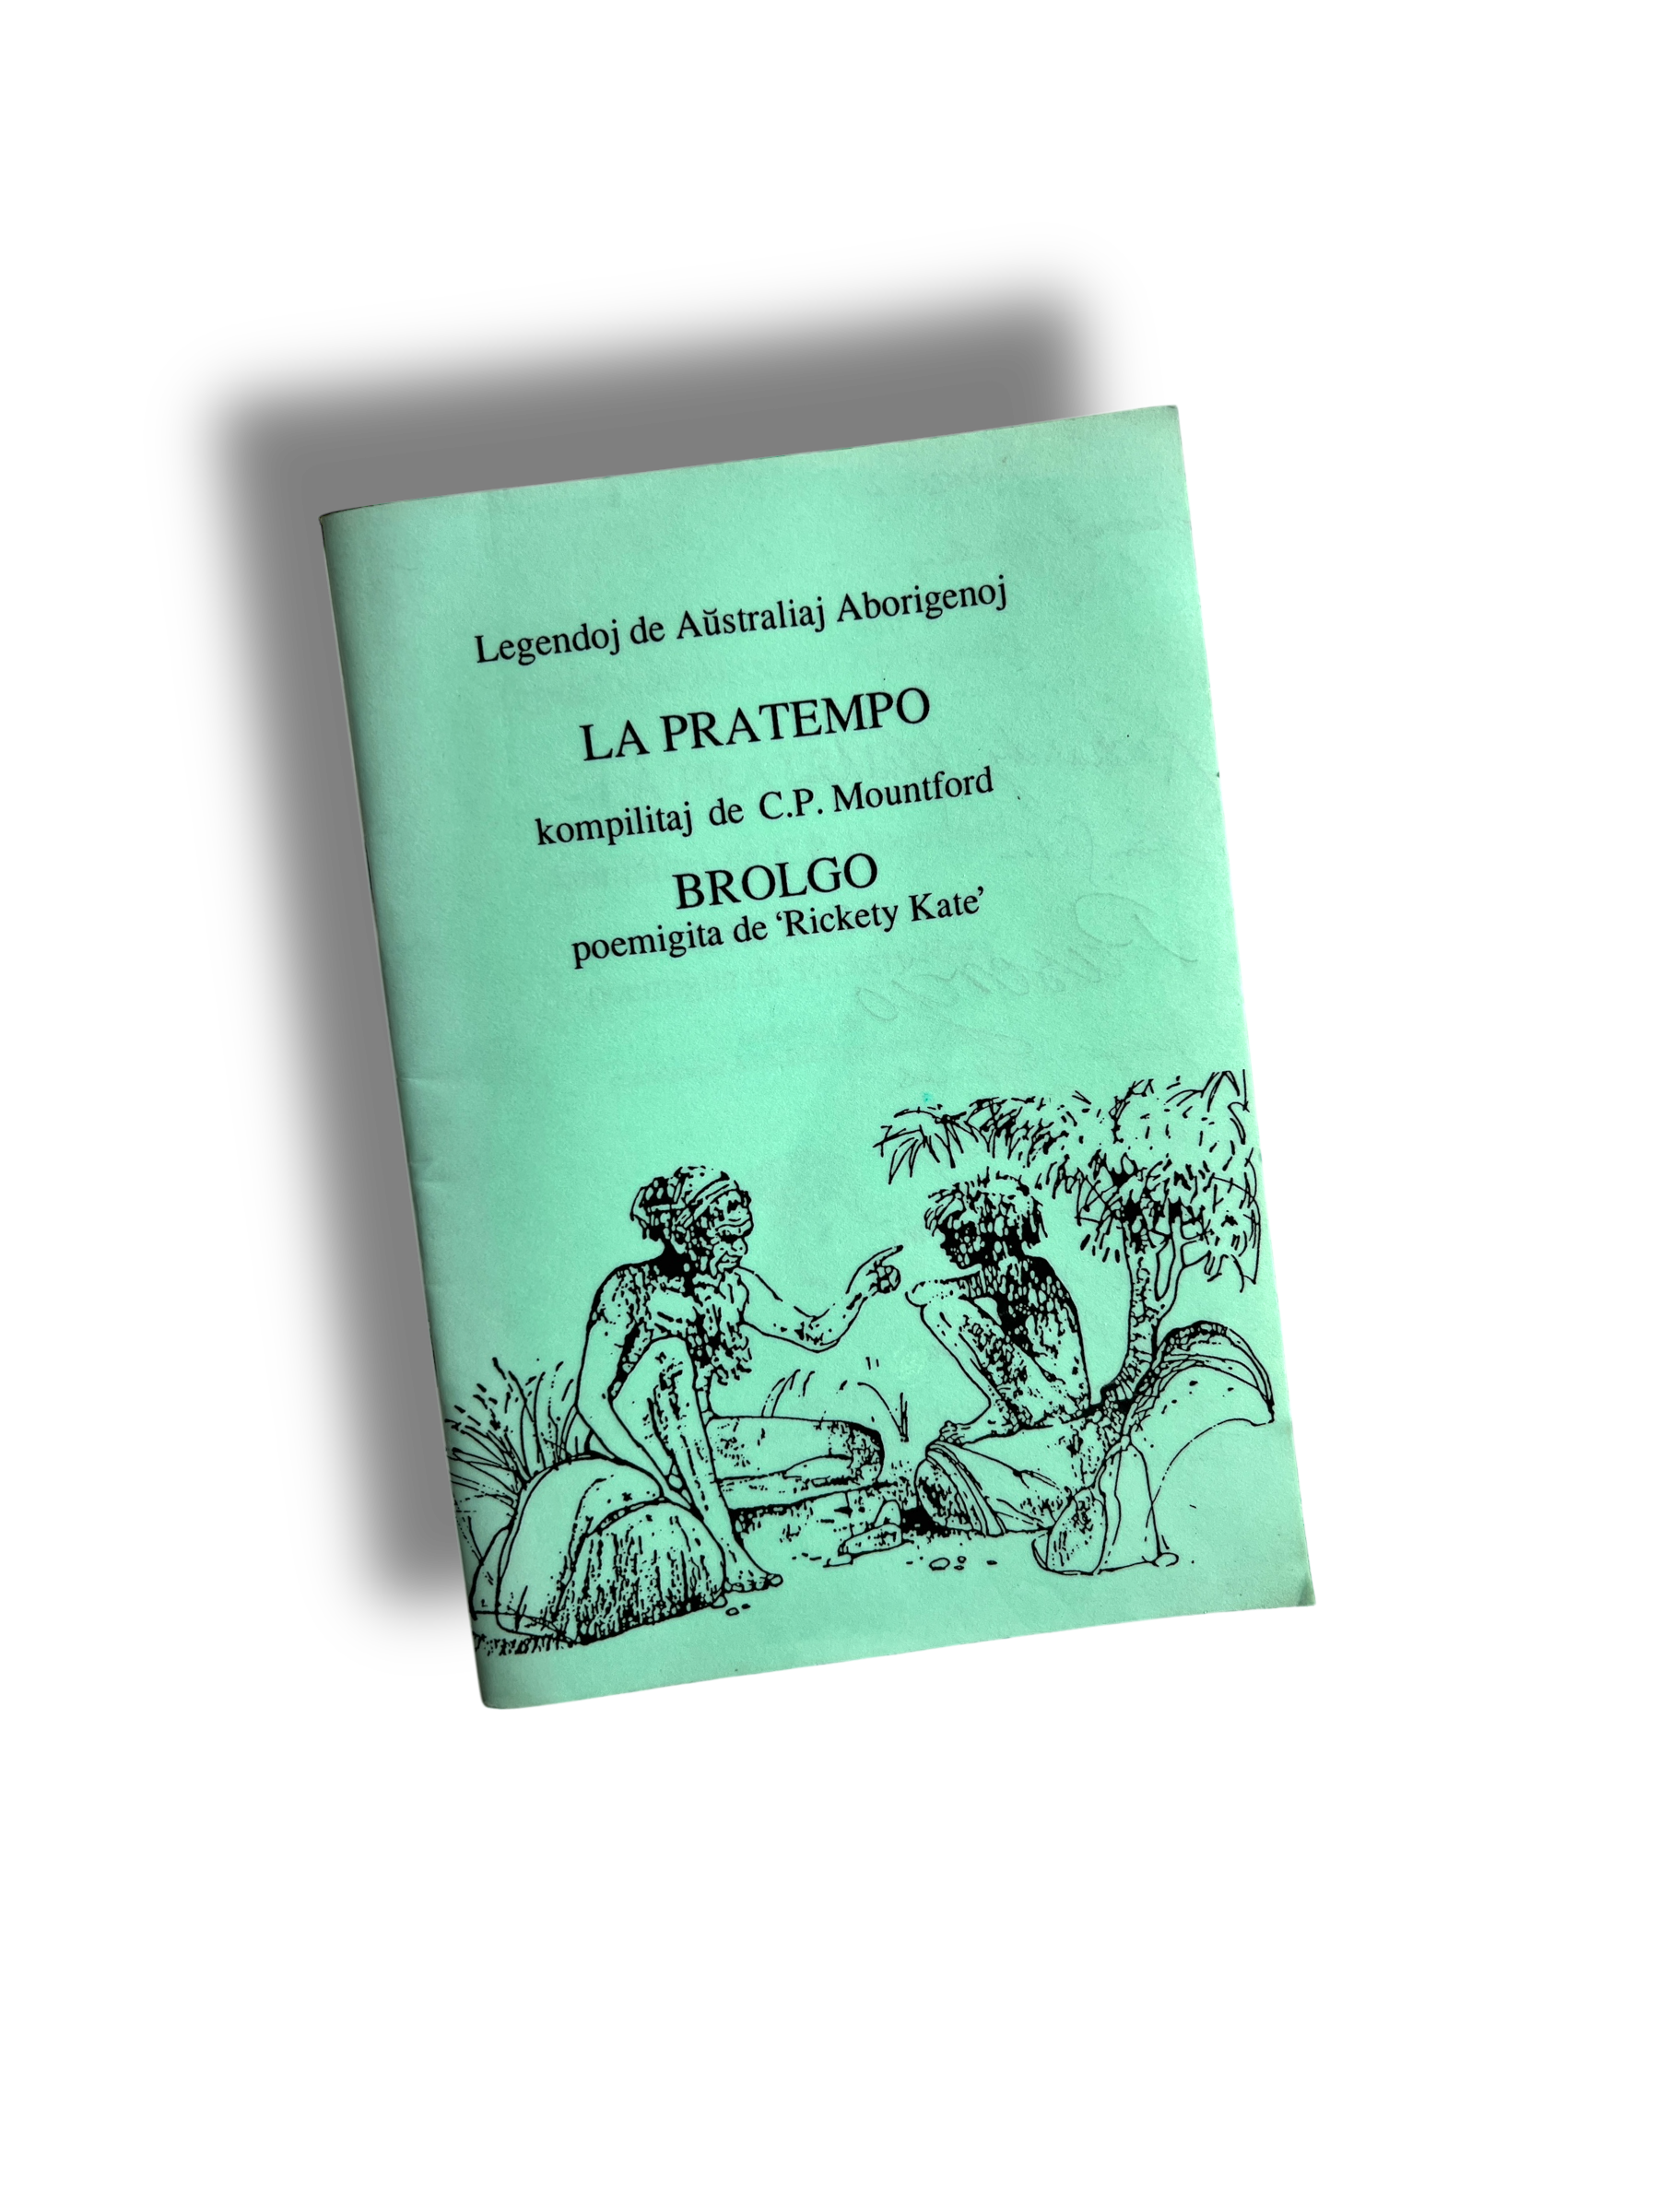 Legendoj de Aŭstraliaj Aborigenoj
LA PRATEMPO
kompilitaj de C.P. Mountford
BROLGO
poemigita de ‘Rickety Kate’